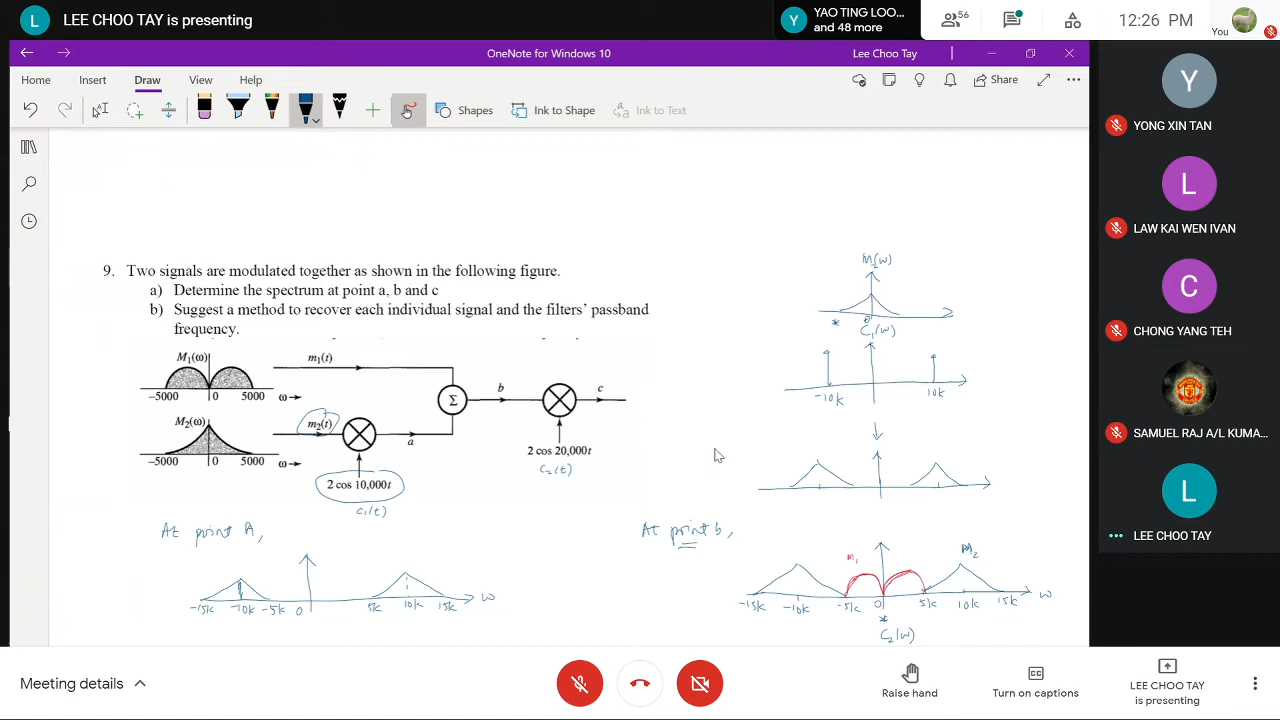 L LEE CHOO TAY is presenting
Y YAO TING LOO... and 48 more
56
12:26 PM
You
OneNote for Windows 10
Lee Choo Tay
Home Insert Draw View Help
Share
Shapes Ink to Shape Ink to Text
9. Two signals are modulated together as shown in the following figure.
a) Determine the spectrum at point a, b and c
b) Suggest a method to recover each individual signal and the filters' passband
frequency.
M₁(ω) m₁(t)
-5000 0 5000 ω
M₂(ω) m₂(t)
-5000 0 5000 ω
Σ
a
b
c
2 cos 10,000t
c₁(t)
2 cos 20,000t
c₂(t)
M₂(ω)
*
0
C₁(ω)
-10k 10k
At point A,
-15k -10k -5k 0 5k 10k 15k ω
At point b,
M₁
M₂
-15k -10k -5k 0 5k 10k 15k ω
*
C₂(ω)
Y
YONG XIN TAN
L
LAW KAI WEN IVAN
C
CHONG YANG TEH
SAMUEL RAJ A/L KUMA...
L
LEE CHOO TAY
Meeting details
Raise hand
CC
Turn on captions
LEE CHOO TAY
is presenting